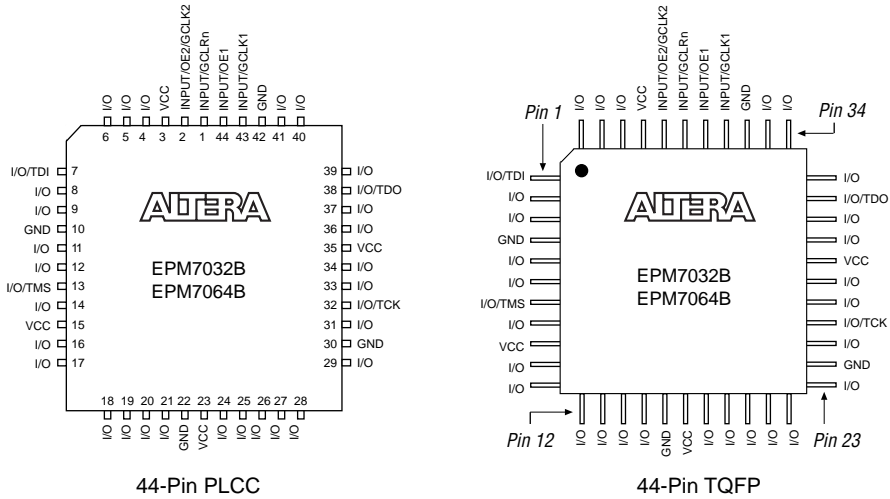 I/O
I/O
I/O
VCC
INPUT/OE2/GCLK2
INPUT/GCLRn
INPUT/OE1
INPUT/GCLK1
GND
I/O
I/O
6 5 4 3 2 1 44 43 42 41 40
I/O/TDI 7
I/O 8
I/O 9
GND 10
I/O 11
I/O 12
I/O/TMS 13
I/O 14
VCC 15
I/O 16
I/O 17
ALTERA
EPM7032B
EPM7064B
39 I/O
38 I/O/TDO
37 I/O
36 I/O
35 VCC
34 I/O
33 I/O
32 I/O/TCK
31 I/O
30 GND
29 I/O
18 19 20 21 22 23 24 25 26 27 28
I/O
I/O
I/O
I/O
GND
VCC
I/O
I/O
I/O
I/O
I/O
44-Pin PLCC
Pin 1
I/O
I/O
I/O
VCC
INPUT/OE2/GCLK2
INPUT/GCLRn
INPUT/OE1
INPUT/GCLK1
GND
I/O
I/O
Pin 34
I/O/TDI
I/O
I/O
GND
I/O
I/O
I/O/TMS
I/O
VCC
I/O
I/O
ALTERA
EPM7032B
EPM7064B
I/O
I/O/TDO
I/O
I/O
VCC
I/O
I/O
I/O/TCK
I/O
GND
I/O
Pin 12
I/O
I/O
I/O
I/O
GND
VCC
I/O
I/O
I/O
I/O
I/O
Pin 23
44-Pin TQFP